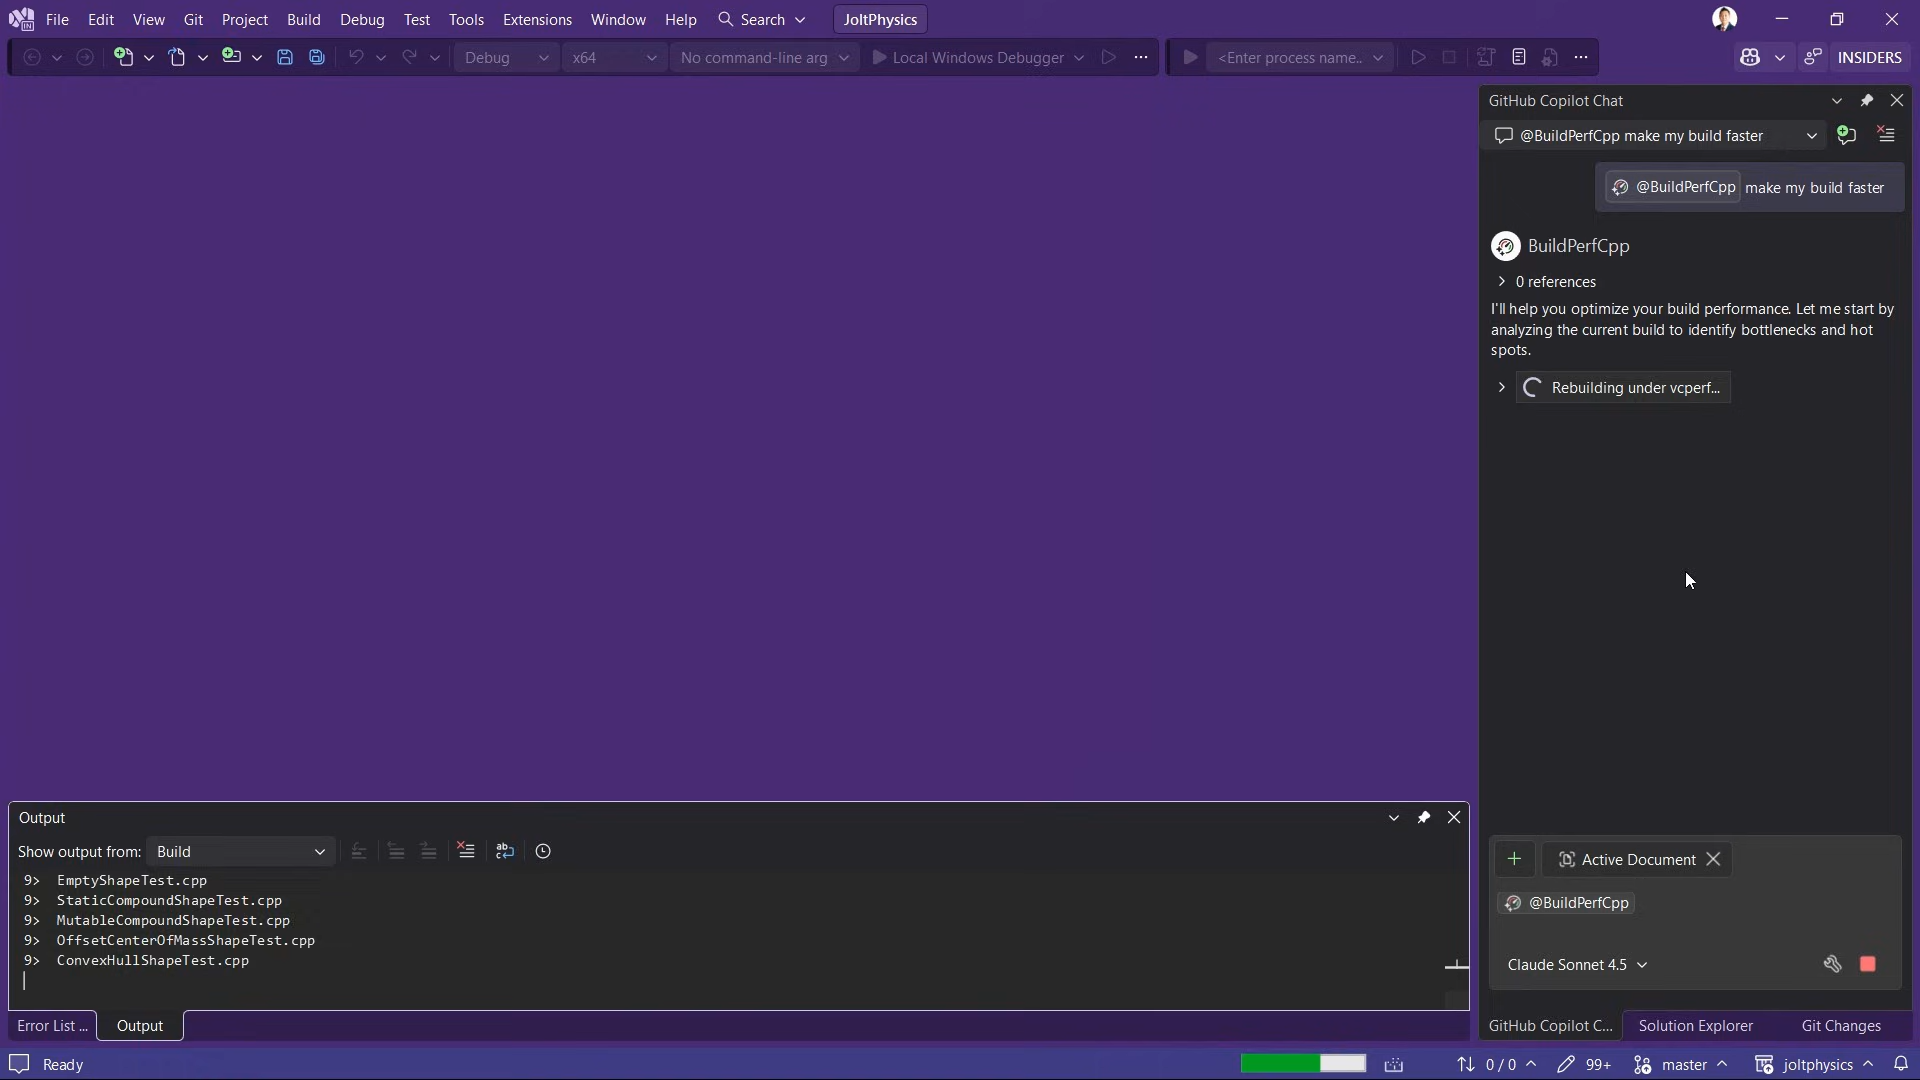 File Edit View Git Project Build Debug Test Tools Extensions Window Help Search JoltPhysics
Debug x64 No command-line arg Local Windows Debugger <Enter process name.. INSIDERS
GitHub Copilot Chat
@BuildPerfCpp make my build faster
@BuildPerfCpp make my build faster
BuildPerfCpp
0 references
I'll help you optimize your build performance. Let me start by
analyzing the current build to identify bottlenecks and hot
spots.
Rebuilding under vcperf...
Output
Show output from: Build
9> EmptyShapeTest.cpp
9> StaticCompoundShapeTest.cpp
9> MutableCompoundShapeTest.cpp
9> OffsetCenterOfMassShapeTest.cpp
9> ConvexHullShapeTest.cpp
Error List ... Output
Active Document
@BuildPerfCpp
Claude Sonnet 4.5
GitHub Copilot C... Solution Explorer Git Changes
Ready 0 / 0 99+ master joltphysics